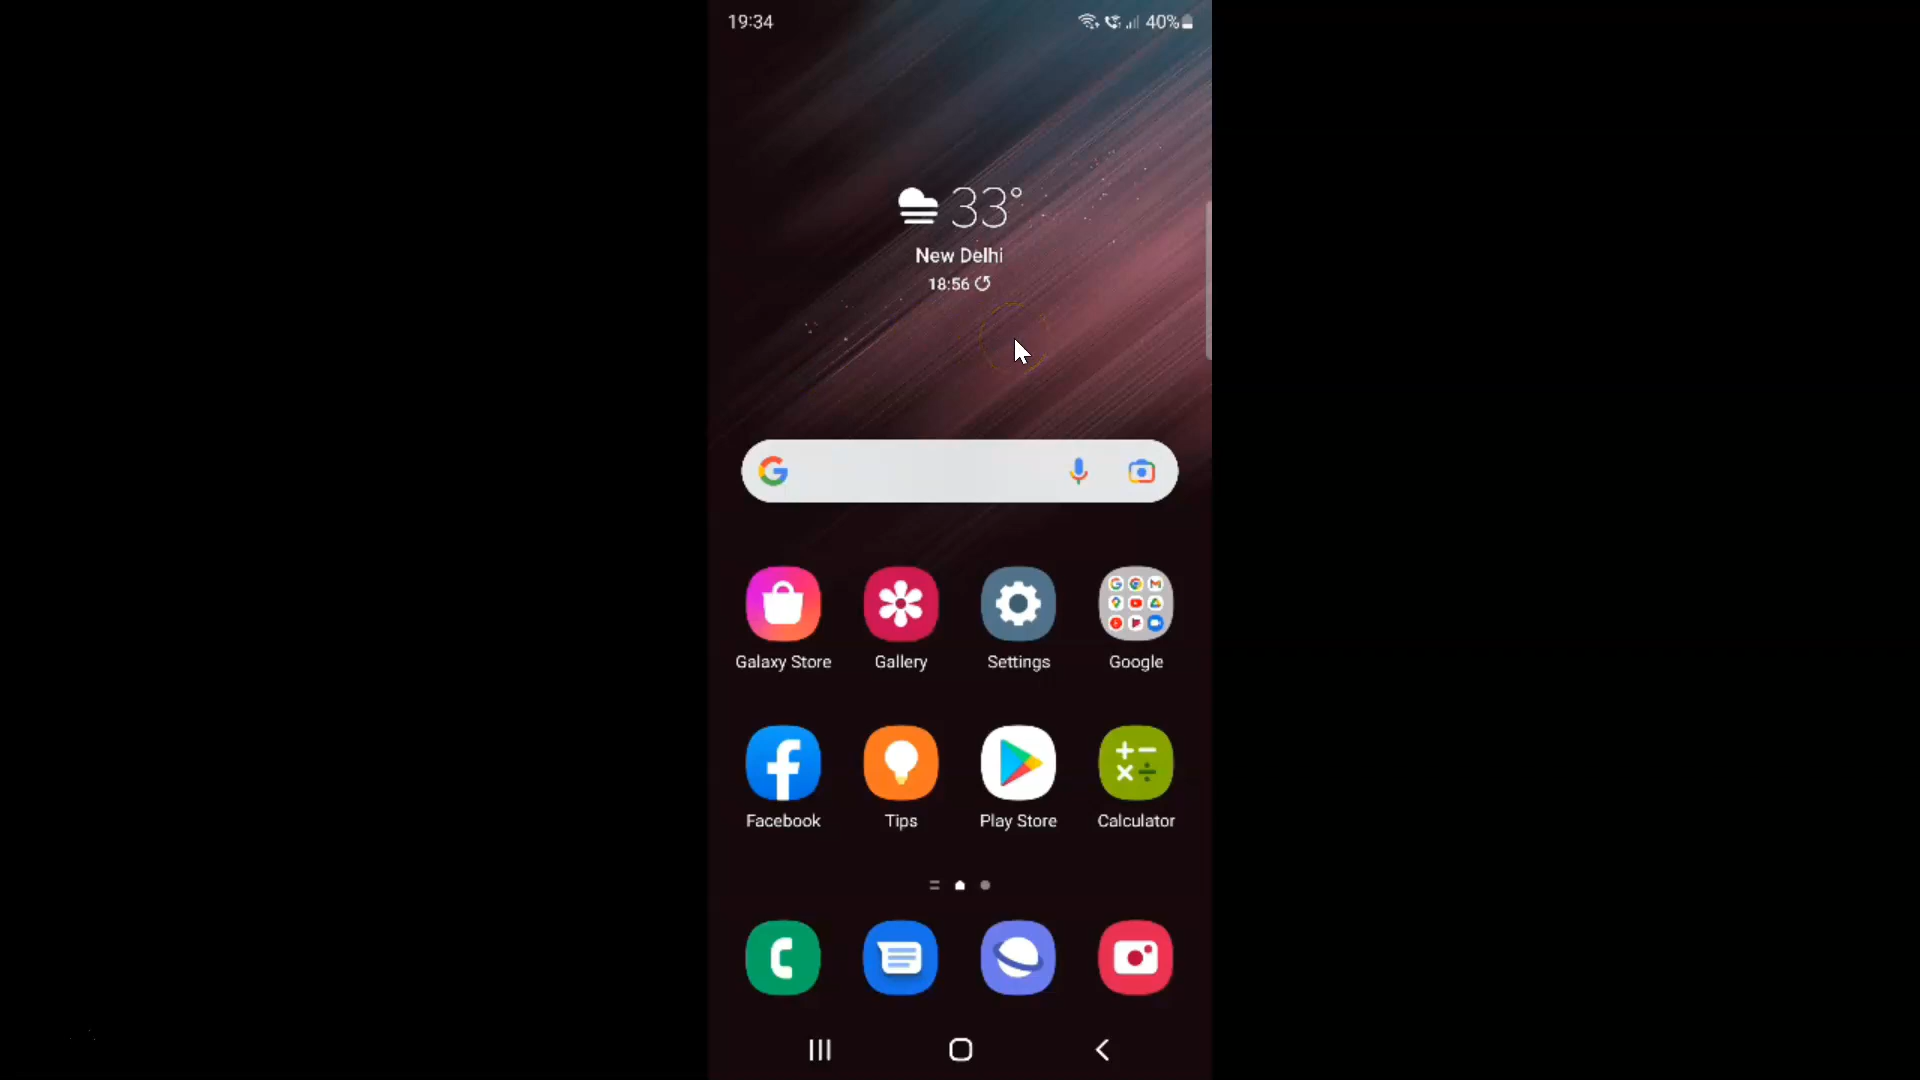 19:34
40%
33°
New Delhi
18:56
Galaxy Store
Gallery
Settings
Google
Facebook
Tips
Play Store
Calculator